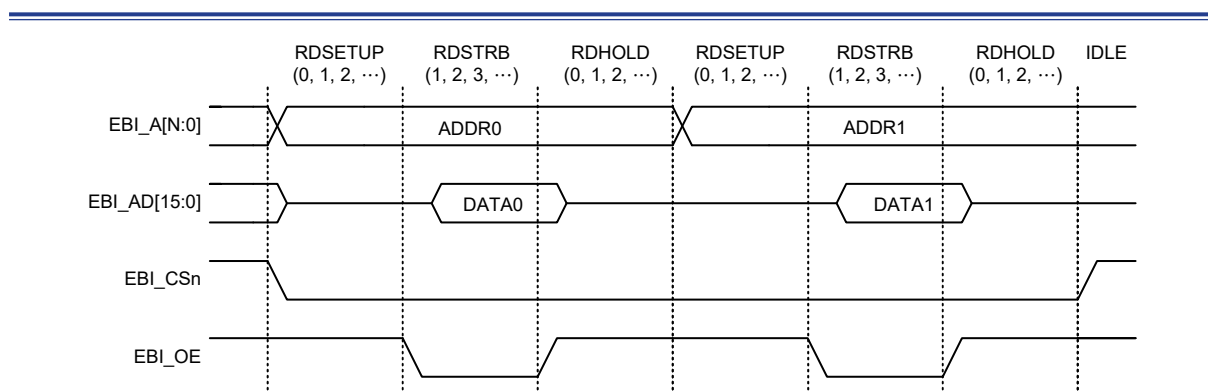 RDSETUP RDSTRB RDHOLD RDSETUP RDSTRB RDHOLD IDLE
(0, 1, 2, ⋯) (1, 2, 3, ⋯) (0, 1, 2, ⋯) (0, 1, 2, ⋯) (1, 2, 3, ⋯) (0, 1, 2, ⋯)
EBI_A[N:0] ADDR0 ADDR1
EBI_AD[15:0] DATA0 DATA1
EBI_CSn
EBI_OE